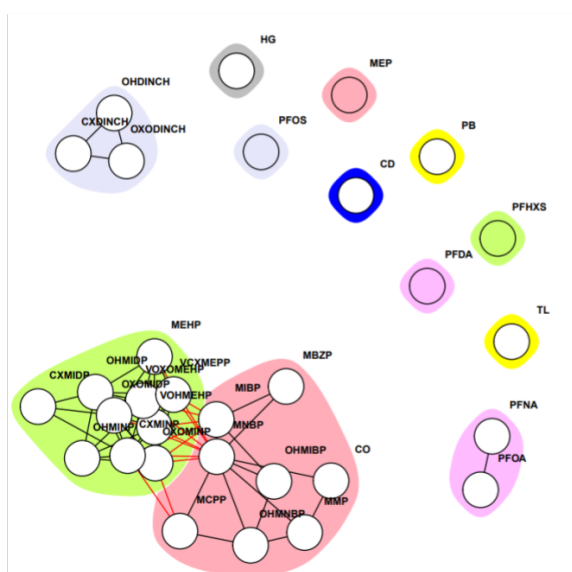 HG
MEP
OHDINCH
CXDINCH
OXODINCH
PFOS
PB
CD
PFHXS
PFDA
TL
MEHP
OHMIDP
VCXMEPP
VOXOMEHP
CXMIDP
OXOMIDP
VOHMEHP
MIBP
MBZP
OHMINP
CXMINP
OXOMINP
MNBP
PFNA
PFOA
OHMIBP
CO
MCPP
OHMNBP
MMP